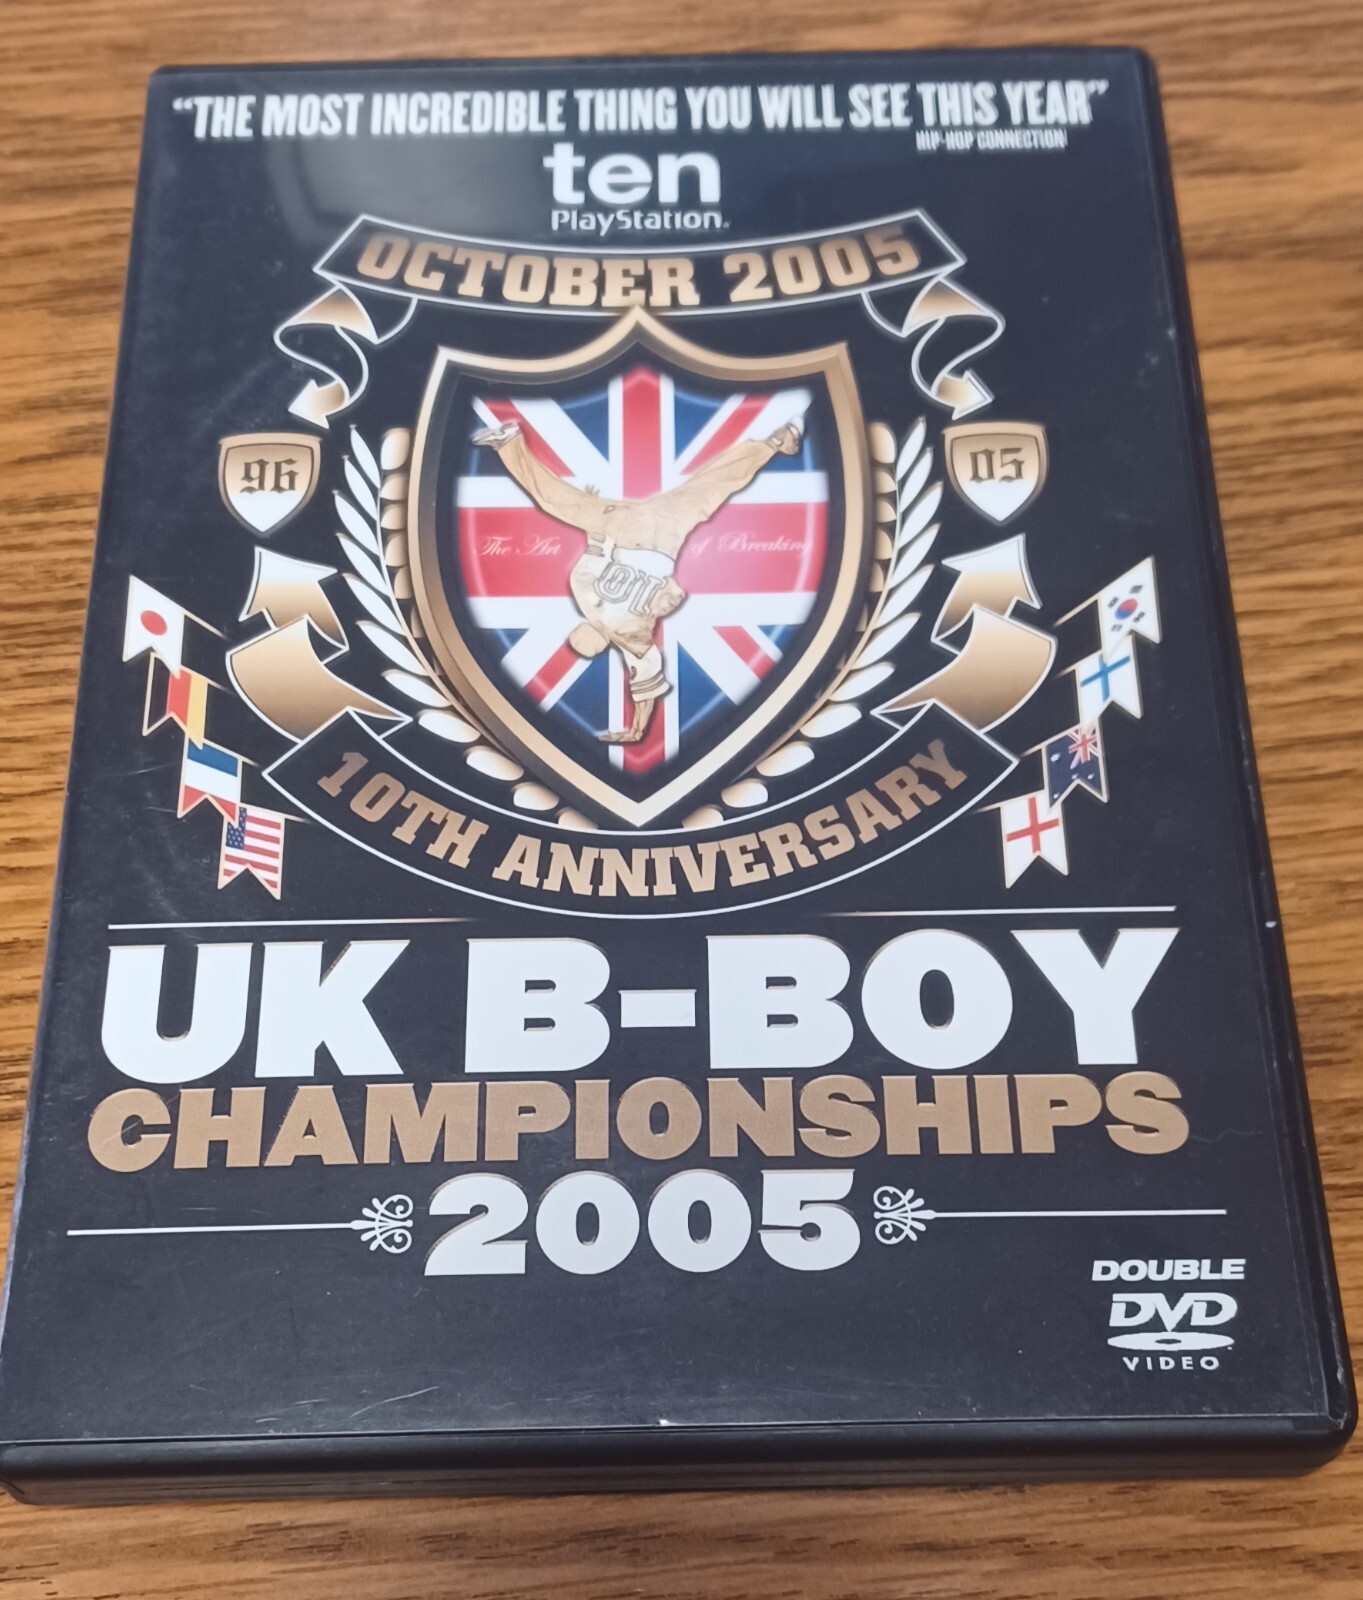 “THE MOST INCREDIBLE THING YOU WILL SEE THIS YEAR”
HIP-HOP CONNECTION
ten
PlayStation.
OCTOBER 2005
96
05
The Art of Breaking
10
10TH ANNIVERSARY
UK B-BOY
CHAMPIONSHIPS
2005
DOUBLE
DVD
VIDEO